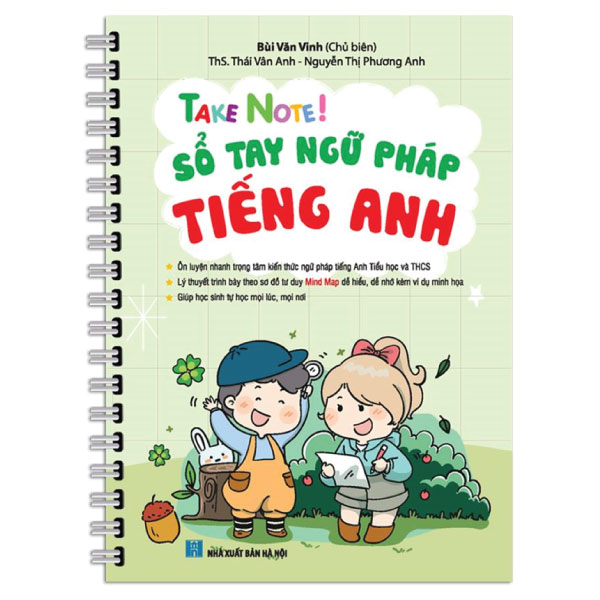 Bùi Văn Vinh (Chủ biên)
ThS. Thái Vân Anh - Nguyễn Thị Phương Anh
TAKE NOTE!
SỔ TAY NGỮ PHÁP
TIẾNG ANH
Ôn luyện nhanh trọng tâm kiến thức ngữ pháp tiếng Anh Tiểu học và THCS
Lý thuyết trình bày theo sơ đồ tư duy Mind Map dễ hiểu, dễ nhớ kèm ví dụ minh họa
Giúp học sinh tự học mọi lúc, mọi nơi
NHÀ XUẤT BẢN HÀ NỘI